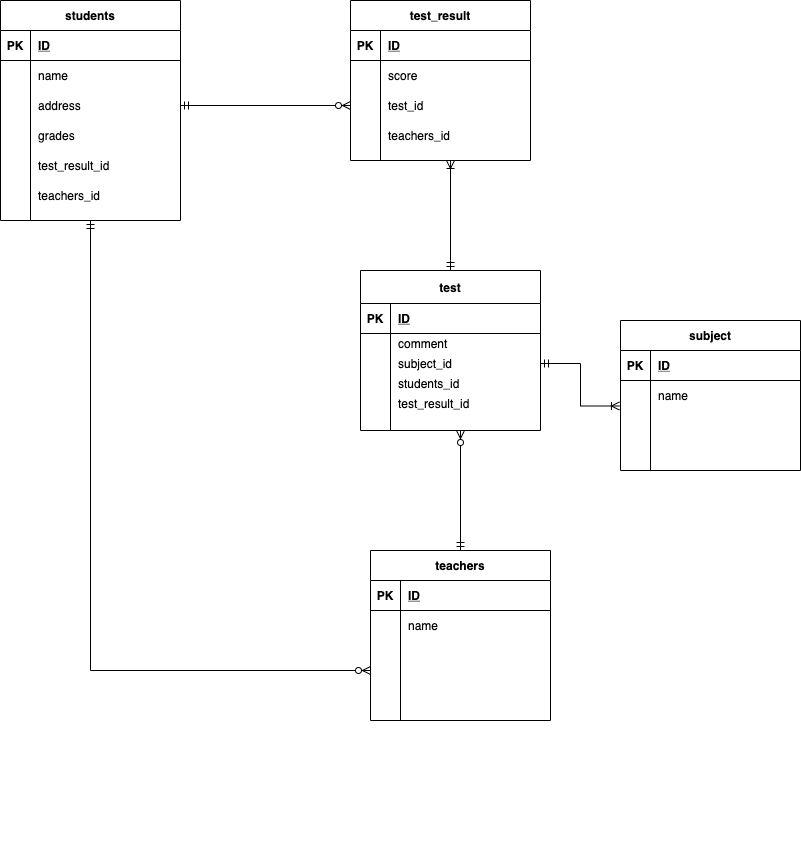 students
PK ID
name
address
grades
test_result_id
teachers_id
test_result
PK ID
score
test_id
teachers_id
test
PK ID
comment
subject_id
students_id
test_result_id
subject
PK ID
name
teachers
PK ID
name